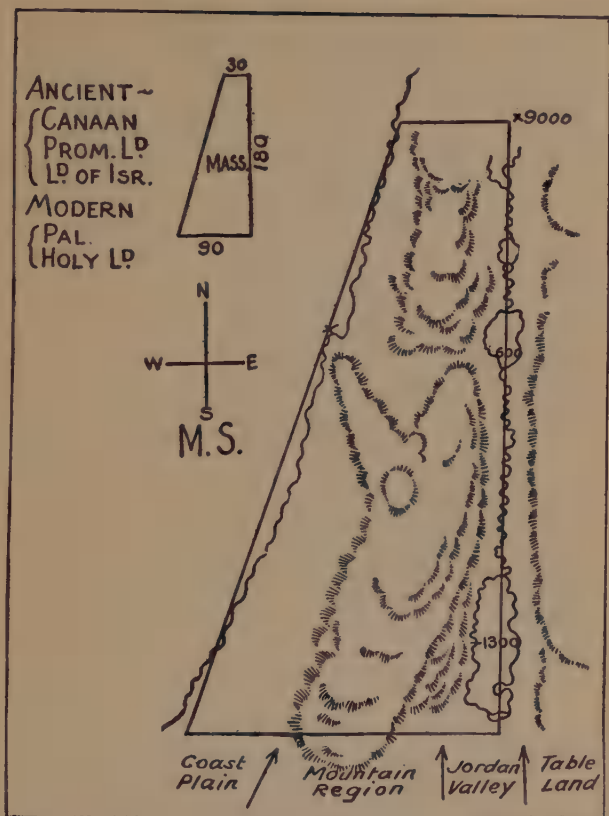 ANCIENT~
CANAAN
PROM. LD
LD OF ISR.
MODERN
PAL.
HOLY LD
30
MASS.
180
90
N
W E
S
M.S.
x9000
-600
-1300
Coast Plain
Mountain Region
Jordan Valley
Table Land